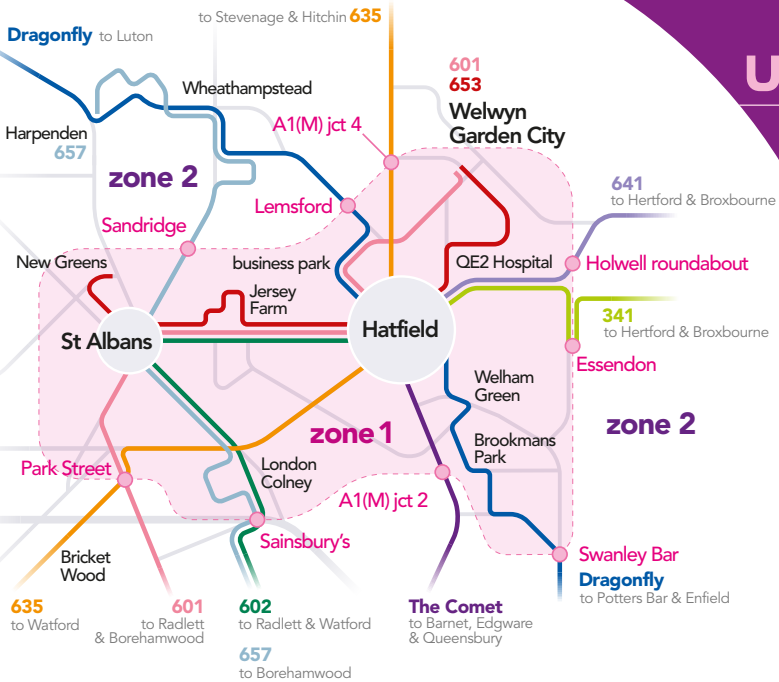 Dragonfly to Luton
to Stevenage & Hitchin 635
U
601
653
Welwyn
Garden City
Wheathampstead
A1(M) jct 4
Harpenden
657
zone 2
641
to Hertford & Broxbourne
Lemsford
Sandridge
New Greens
business park
QE2 Hospital
Holwell roundabout
Jersey
Farm
341
to Hertford & Broxbourne
St Albans
Hatfield
Essendon
Welham
Green
zone 2
zone 1
Brookmans
Park
Park Street
London
Colney
A1(M) jct 2
Sainsbury's
Swanley Bar
Bricket
Wood
Dragonfly
to Potters Bar & Enfield
635
to Watford
601
to Radlett
& Borehamwood
602
to Radlett & Watford
The Comet
to Barnet, Edgware
& Queensbury
657
to Borehamwood